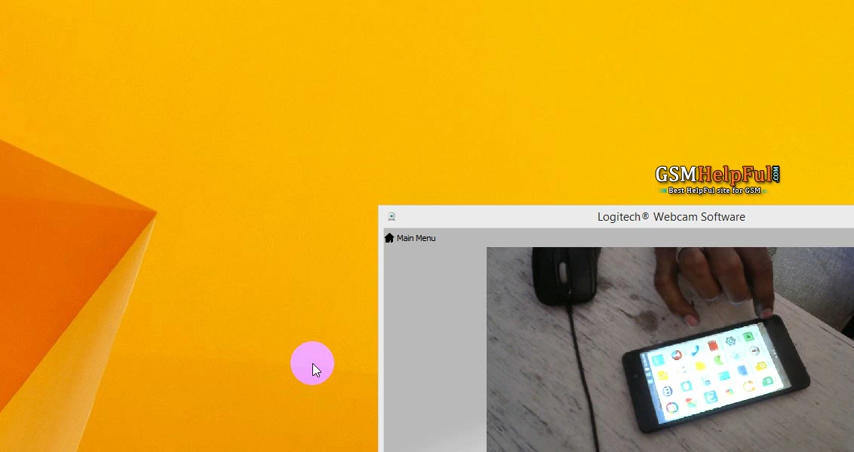 GSMHelpFul.COM
Best HelpFul site for GSM
Logitech® Webcam Software
Main Menu